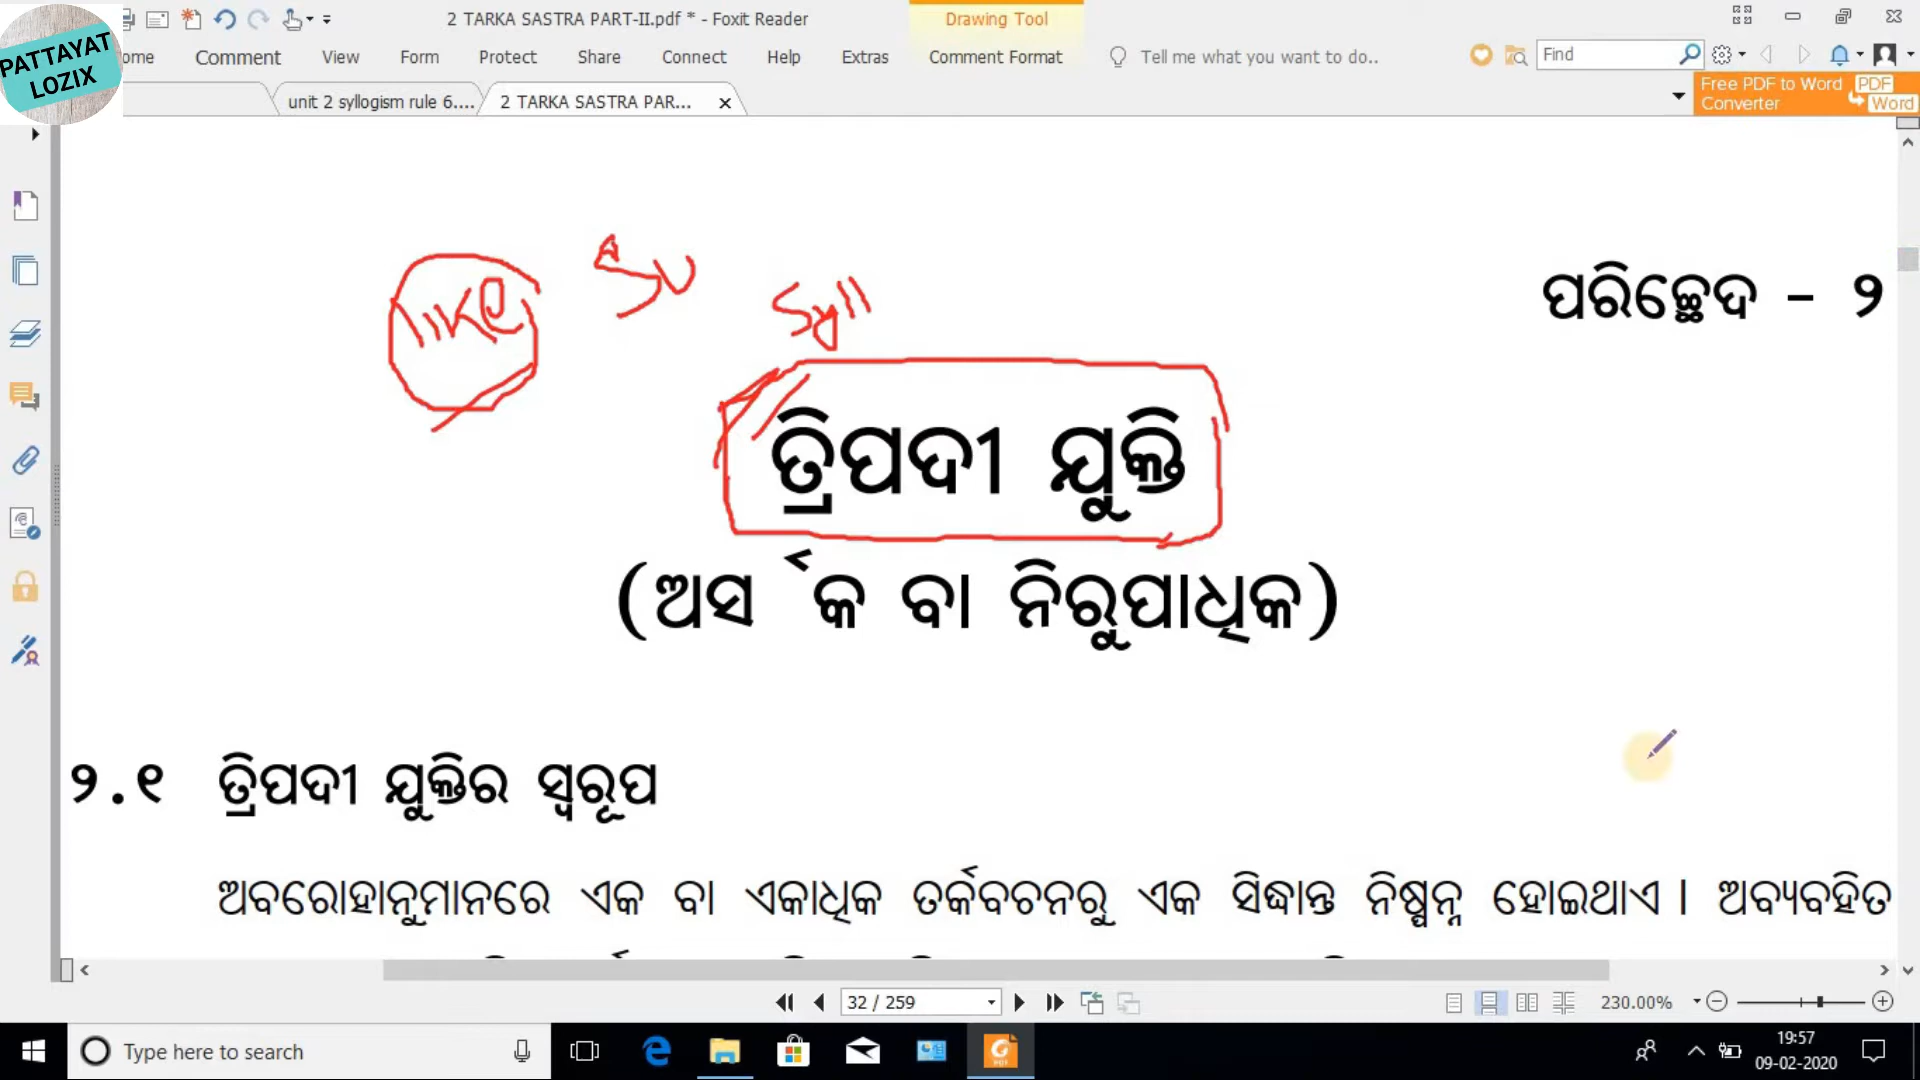 PATTAYAT
LOZIX
2 TARKA SASTRA PART-II.pdf * - Foxit Reader
Drawing Tool
ome Comment View Form Protect Share Connect Help Extras Comment Format Tell me what you want to do.. Find
unit 2 syllogism rule 6.... 2 TARKA SASTRA PAR...
Free PDF to Word
Converter
PDF
Word
ପରିଚ୍ଛେଦ - ୨
Syll
ତ୍ରିପଦୀ ଯୁକ୍ତି
(ଅର୍ସ କ ବା ନିରୁପାଧିକ)
୨.୧ ତ୍ରିପଦୀ ଯୁକ୍ତିର ସ୍ୱରୂପ
ଅବରୋହାନୁମାନରେ ଏକ ବା ଏକାଧିକ ତର୍କବଚନରୁ ଏକ ସିଦ୍ଧାନ୍ତ ନିଷ୍ପନ୍ନ ହୋଇଥାଏ। ଅବ୍ୟବହିତ
32 / 259
230.00%
Type here to search
19:57
09-02-2020